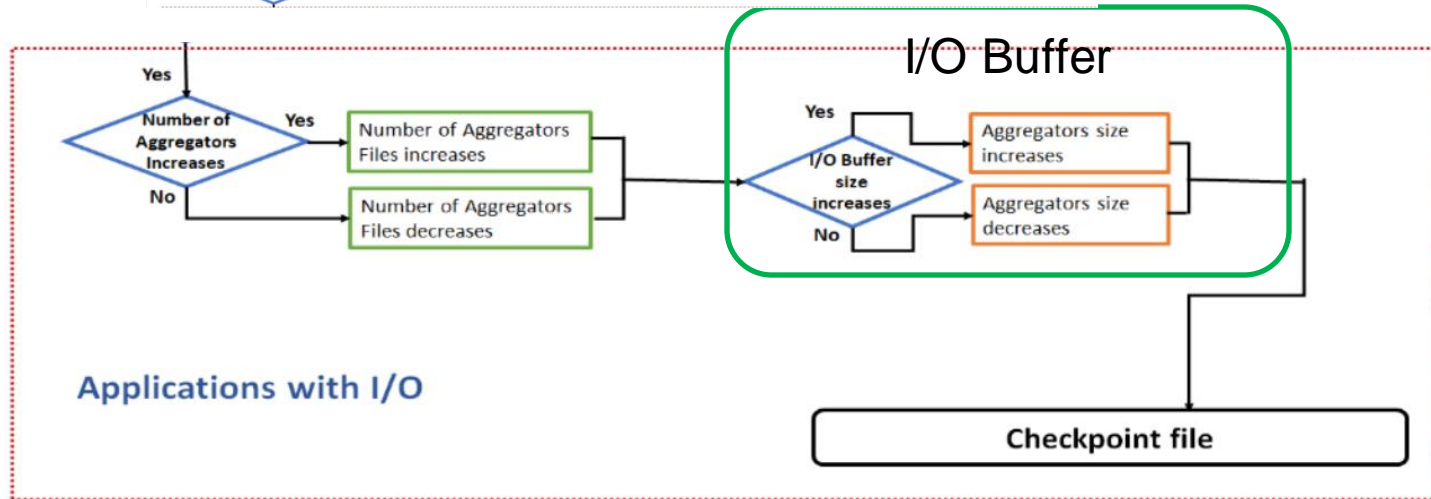 I/O Buffer
Yes
Number of
Aggregators
Increases
Yes
No
Number of Aggregators
Files increases
Number of Aggregators
Files decreases
Yes
I/O Buffer
size
increases
No
Aggregators size
increases
Aggregators size
decreases
Applications with I/O
Checkpoint file